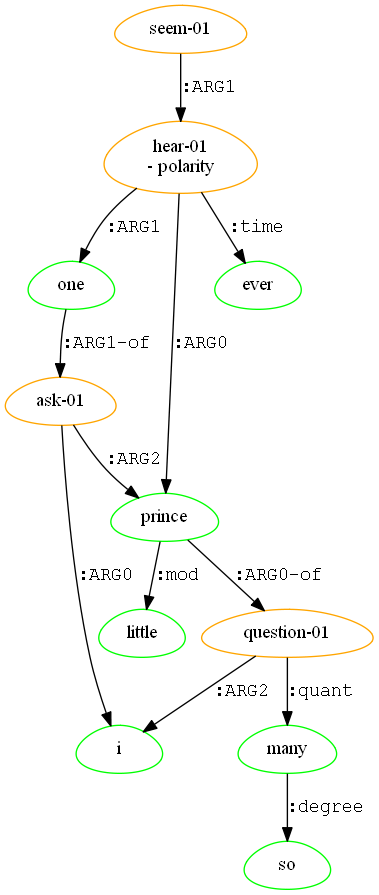 seem-01
:ARG1
hear-01
- polarity
:ARG1
:time
one
ever
:ARG1-of
:ARG0
ask-01
:ARG2
prince
:ARG0
:mod
:ARG0-of
little
question-01
:ARG2
:quant
i
many
:degree
so